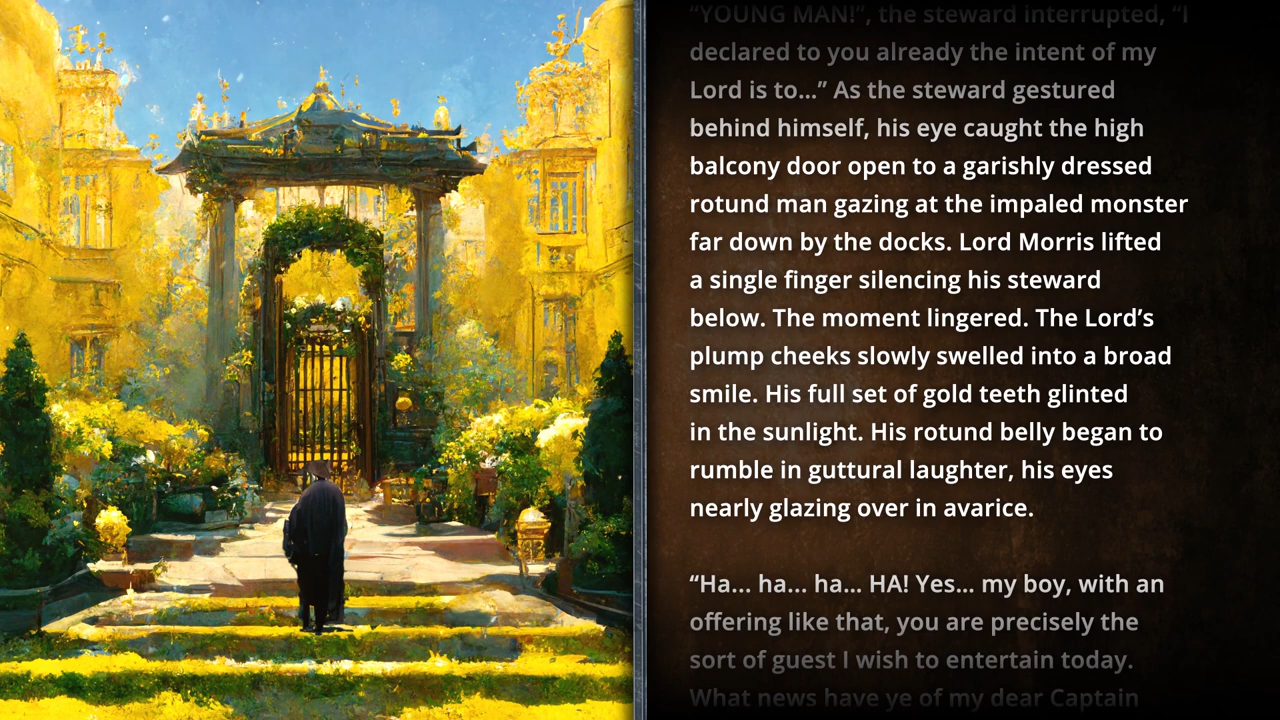 “YOUNG MAN!”, the steward interrupted, “I
declared to you already the intent of my
Lord is to...” As the steward gestured
behind himself, his eye caught the high
balcony door open to a garishly dressed
rotund man gazing at the impaled monster
far down by the docks. Lord Morris lifted
a single finger silencing his steward
below. The moment lingered. The Lord’s
plump cheeks slowly swelled into a broad
smile. His full set of gold teeth glinted
in the sunlight. His rotund belly began to
rumble in guttural laughter, his eyes
nearly glazing over in avarice.
“Ha... ha... ha... HA! Yes... my boy, with an
offering like that, you are precisely the
sort of guest I wish to entertain today.
What news have ye of my dear Captain